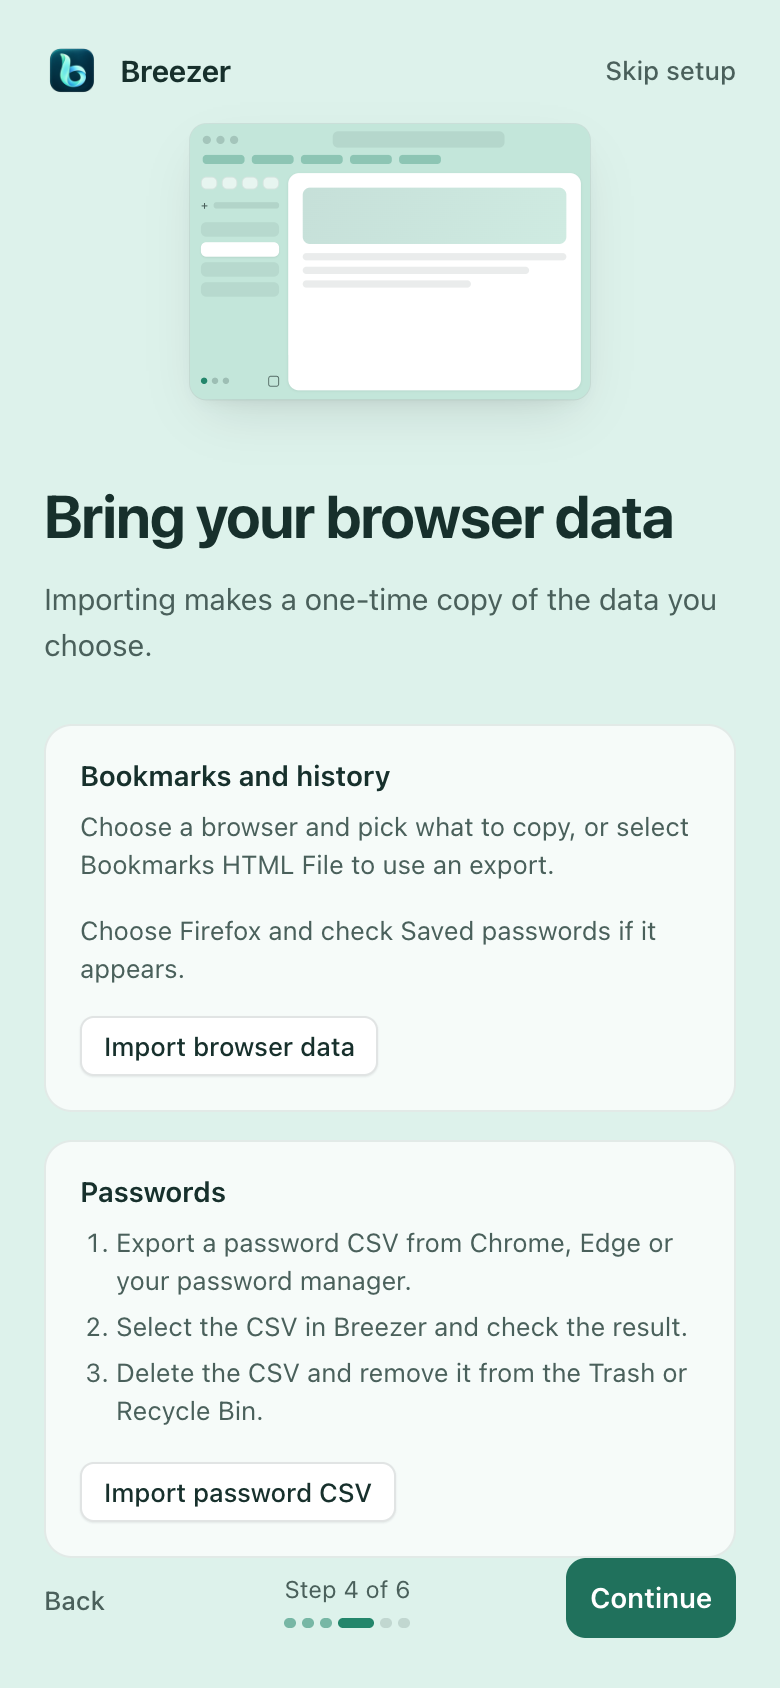 Breezer
Skip setup
Bring your browser data
Importing makes a one-time copy of the data you
choose.
Bookmarks and history
Choose a browser and pick what to copy, or select
Bookmarks HTML File to use an export.
Choose Firefox and check Saved passwords if it
appears.
Import browser data
Passwords
1. Export a password CSV from Chrome, Edge or
your password manager.
2. Select the CSV in Breezer and check the result.
3. Delete the CSV and remove it from the Trash or
Recycle Bin.
Import password CSV
Back
Step 4 of 6
Continue